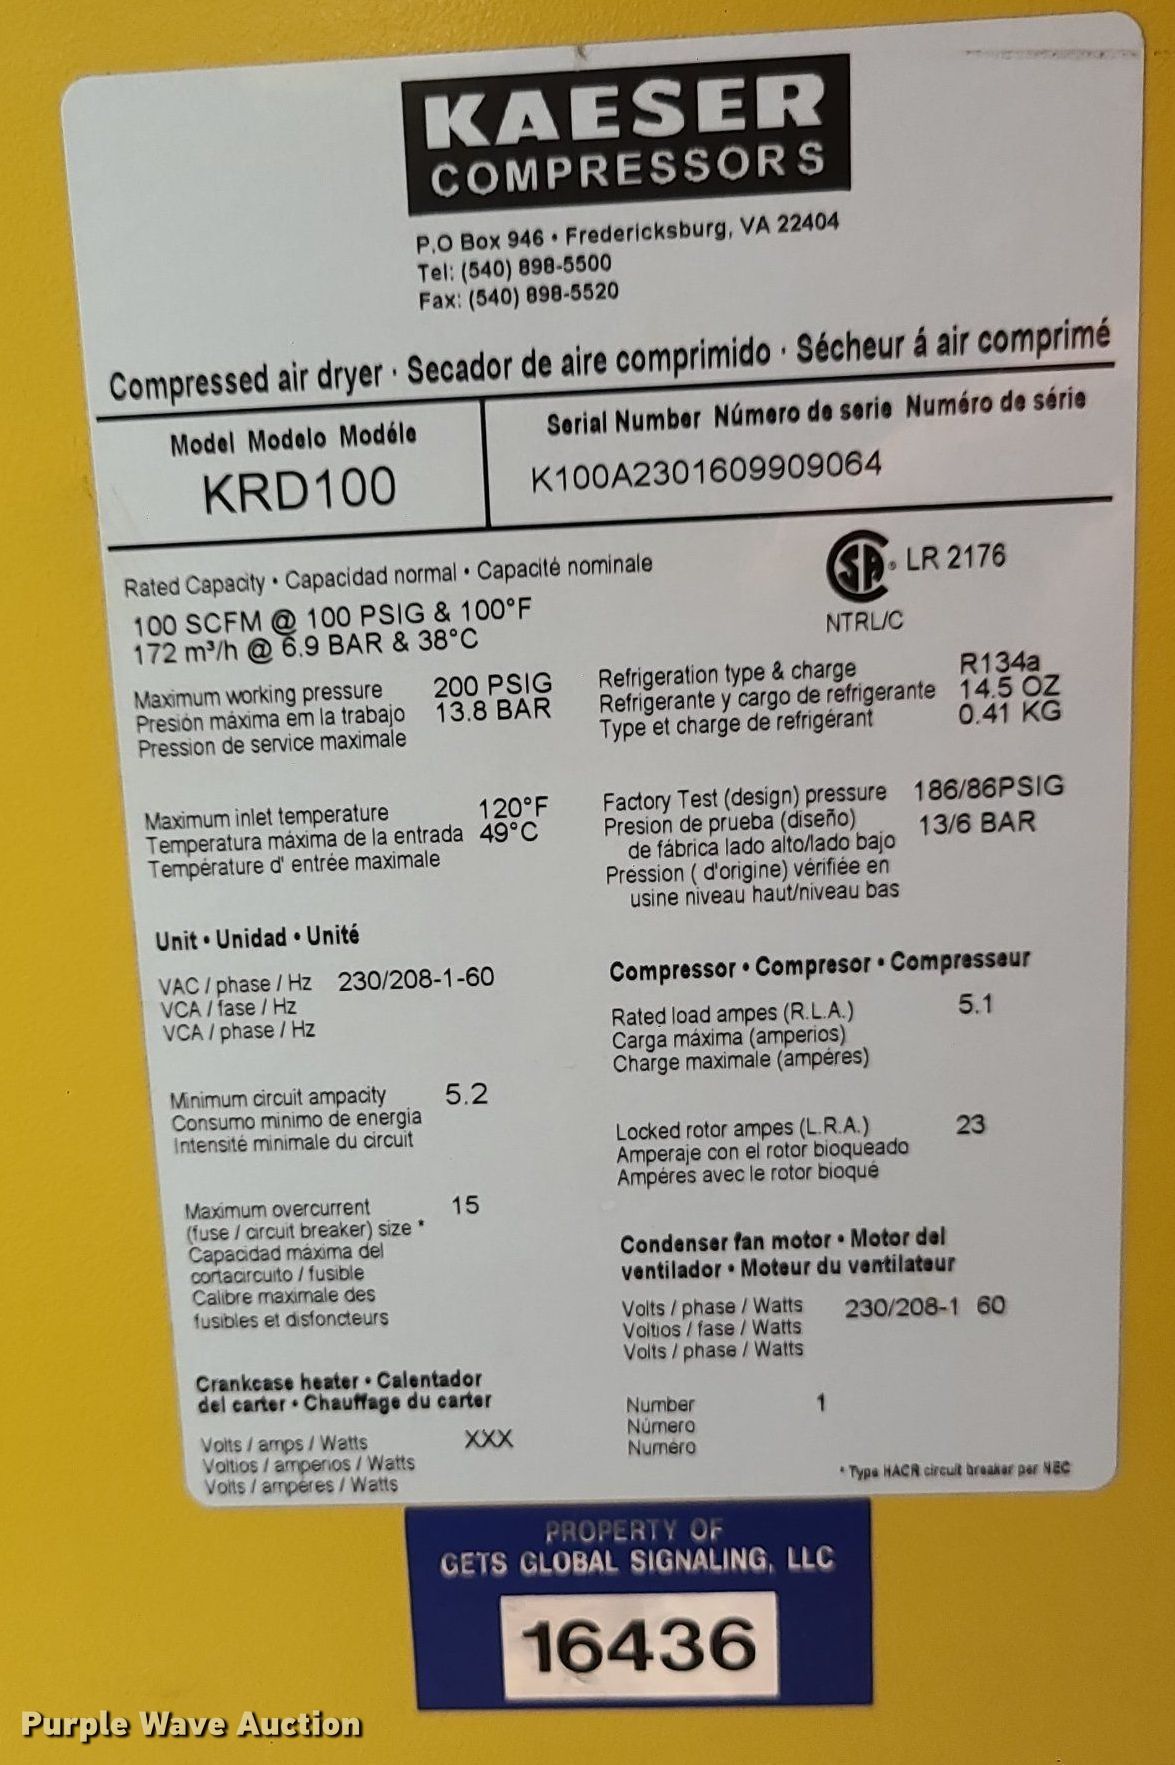 KAESER
COMPRESSORS
P.O Box 946 • Fredericksburg, VA 22404
Tel: (540) 898-5500
Fax: (540) 898-5520
Compressed air dryer · Secador de aire comprimido · Sécheur á air comprimé
Model Modelo Modéle
KRD100
Serial Number Número de serie Numéro de série
K100A2301609909064
Rated Capacity • Capacidad normal • Capacité nominale
100 SCFM @ 100 PSIG & 100°F
172 m³/h @ 6.9 BAR & 38°C
SA ® LR 2176
NTRL/C
Maximum working pressure 200 PSIG
Presión máxima em la trabajo 13.8 BAR
Pression de service maximale
Refrigeration type & charge R134a
Refrigerante y cargo de refrigerante 14.5 OZ
Type et charge de refrigérant 0.41 KG
Maximum inlet temperature 120°F
Temperatura máxima de la entrada 49°C
Température d' entrée maximale
Factory Test (design) pressure 186/86PSIG
Presion de prueba (diseño) 13/6 BAR
de fábrica lado alto/lado bajo
Préssion ( d'origine) vérifiée en
usine niveau haut/niveau bas
Unit • Unidad • Unité
VAC / phase / Hz 230/208-1-60
VCA / fase / Hz
VCA / phase / Hz
Minimum circuit ampacity 5.2
Consumo minimo de energia
Intensité minimale du circuit
Maximum overcurrent 15
(fuse / circuit breaker) size *
Capacidad máxima del
cortacircuito / fusible
Calibre maximale des
fusibles et disfoncteurs
Crankcase heater • Calentador
del carter • Chauffage du carter
Volts / amps / Watts XXX
Voltios / amperios / Watts
Volts / ampéres / Watts
Compressor • Compresor • Compresseur
Rated load ampes (R.L.A.) 5.1
Carga máxima (amperios)
Charge maximale (ampéres)
Locked rotor ampes (L.R.A.) 23
Amperaje con el rotor bioqueado
Ampéres avec le rotor bioqué
Condenser fan motor • Motor del
ventilador • Moteur du ventilateur
Volts / phase / Watts 230/208-1 60
Voltios / fase / Watts
Volts / phase / Watts
Number 1
Número
Numéro
* Type HACR circuit breaker per NEC
PROPERTY OF
GETS GLOBAL SIGNALING, LLC
16436
Purple Wave Auction